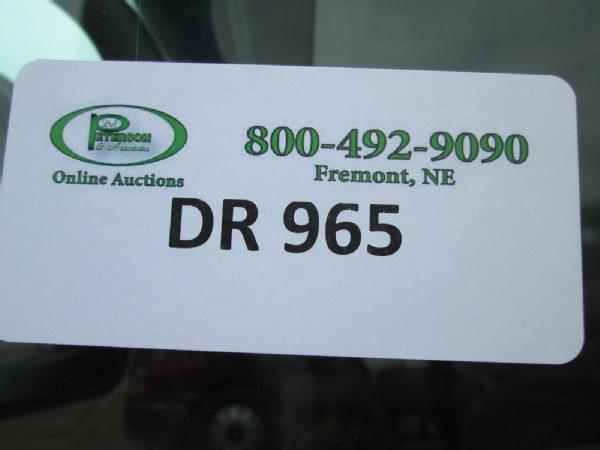 PETERSON
800-492-9090
Online Auctions
Fremont, NE
DR 965